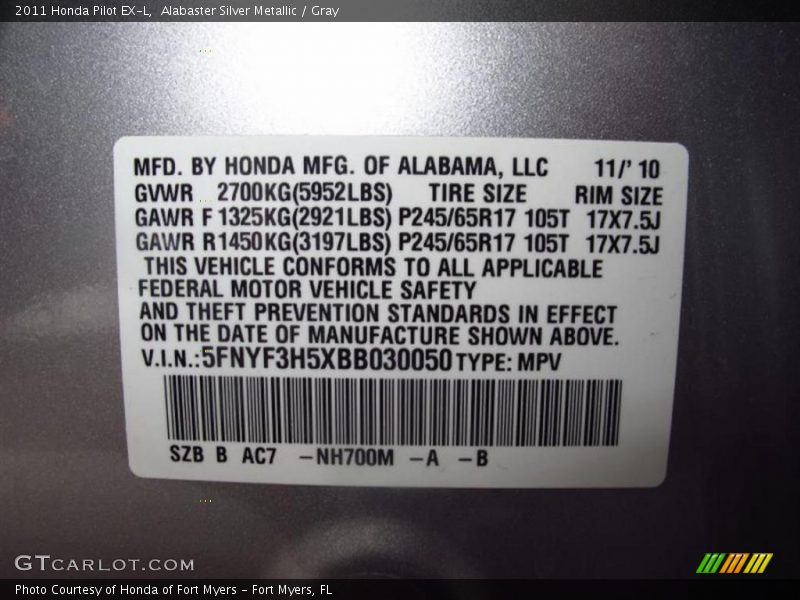 2011 Honda Pilot EX-L,  Alabaster Silver Metallic / Gray
MFD. BY HONDA MFG. OF ALABAMA, LLC 11/' 10
GVWR 2700KG(5952LBS) TIRE SIZE RIM SIZE
GAWR F 1325KG(2921LBS) P245/65R17 105T 17X7.5J
GAWR R1450KG(3197LBS) P245/65R17 105T 17X7.5J
THIS VEHICLE CONFORMS TO ALL APPLICABLE
FEDERAL MOTOR VEHICLE SAFETY
AND THEFT PREVENTION STANDARDS IN EFFECT
ON THE DATE OF MANUFACTURE SHOWN ABOVE.
V.I.N.:5FNYF3H5XBB030050 TYPE: MPV
SZB B AC7 -NH700M -A -B
GTCARLOT.COM
Photo Courtesy of Honda of Fort Myers - Fort Myers, FL